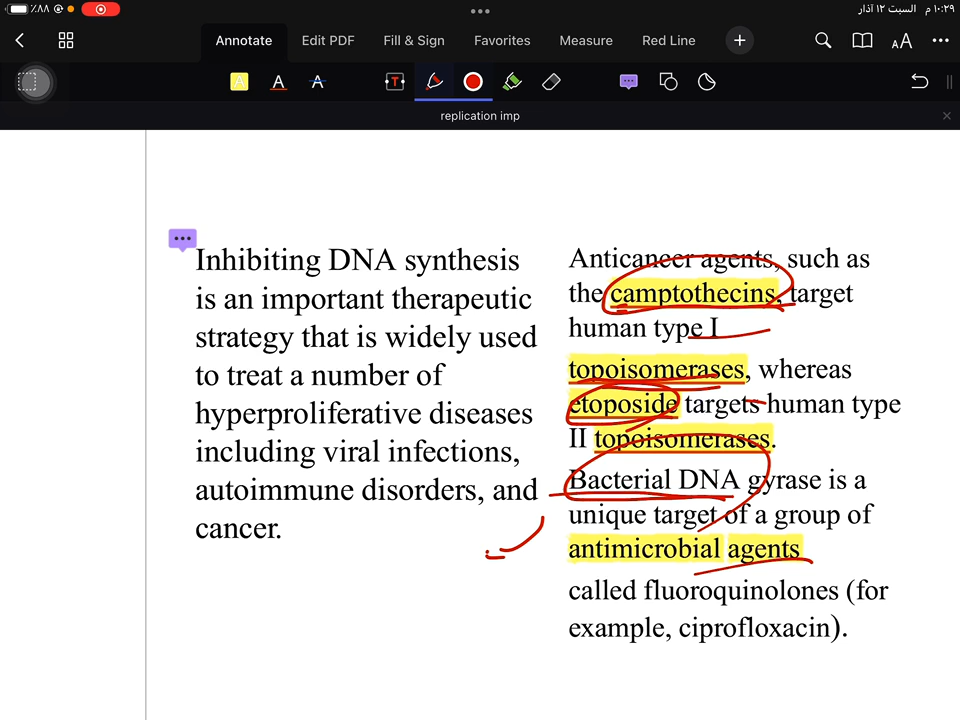 ٪٨٨
١٠:٢٩ م السبت ١٢ آذار
Annotate
Edit PDF
Fill & Sign
Favorites
Measure
Red Line
AA
A
A
A
T
replication imp
Inhibiting DNA synthesis
is an important therapeutic
strategy that is widely used
to treat a number of
hyperproliferative diseases
including viral infections,
autoimmune disorders, and
cancer.
Anticancer agents, such as
the camptothecins, target
human type I
topoisomerases, whereas
etoposide targets human type
II topoisomerases.
Bacterial DNA gyrase is a
unique target of a group of
antimicrobial agents
called fluoroquinolones (for
example, ciprofloxacin).